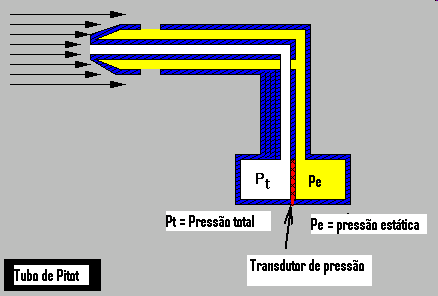 Pt
Pe
Pt = Pressão total
Pe = pressão estática
Transdutor de pressão
Tubo de Pitot